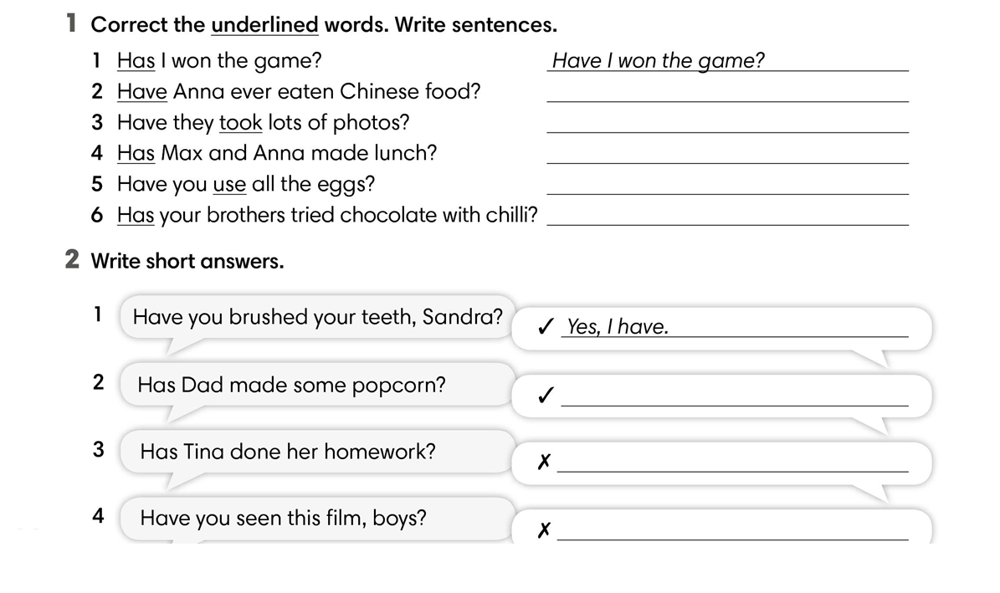 1 Correct the underlined words. Write sentences.
1 Has I won the game? Have I won the game?
2 Have Anna ever eaten Chinese food?
3 Have they took lots of photos?
4 Has Max and Anna made lunch?
5 Have you use all the eggs?
6 Has your brothers tried chocolate with chilli?
2 Write short answers.
1 Have you brushed your teeth, Sandra? ✓ Yes, I have.
2 Has Dad made some popcorn? ✓
3 Has Tina done her homework? ✗
4 Have you seen this film, boys? ✗